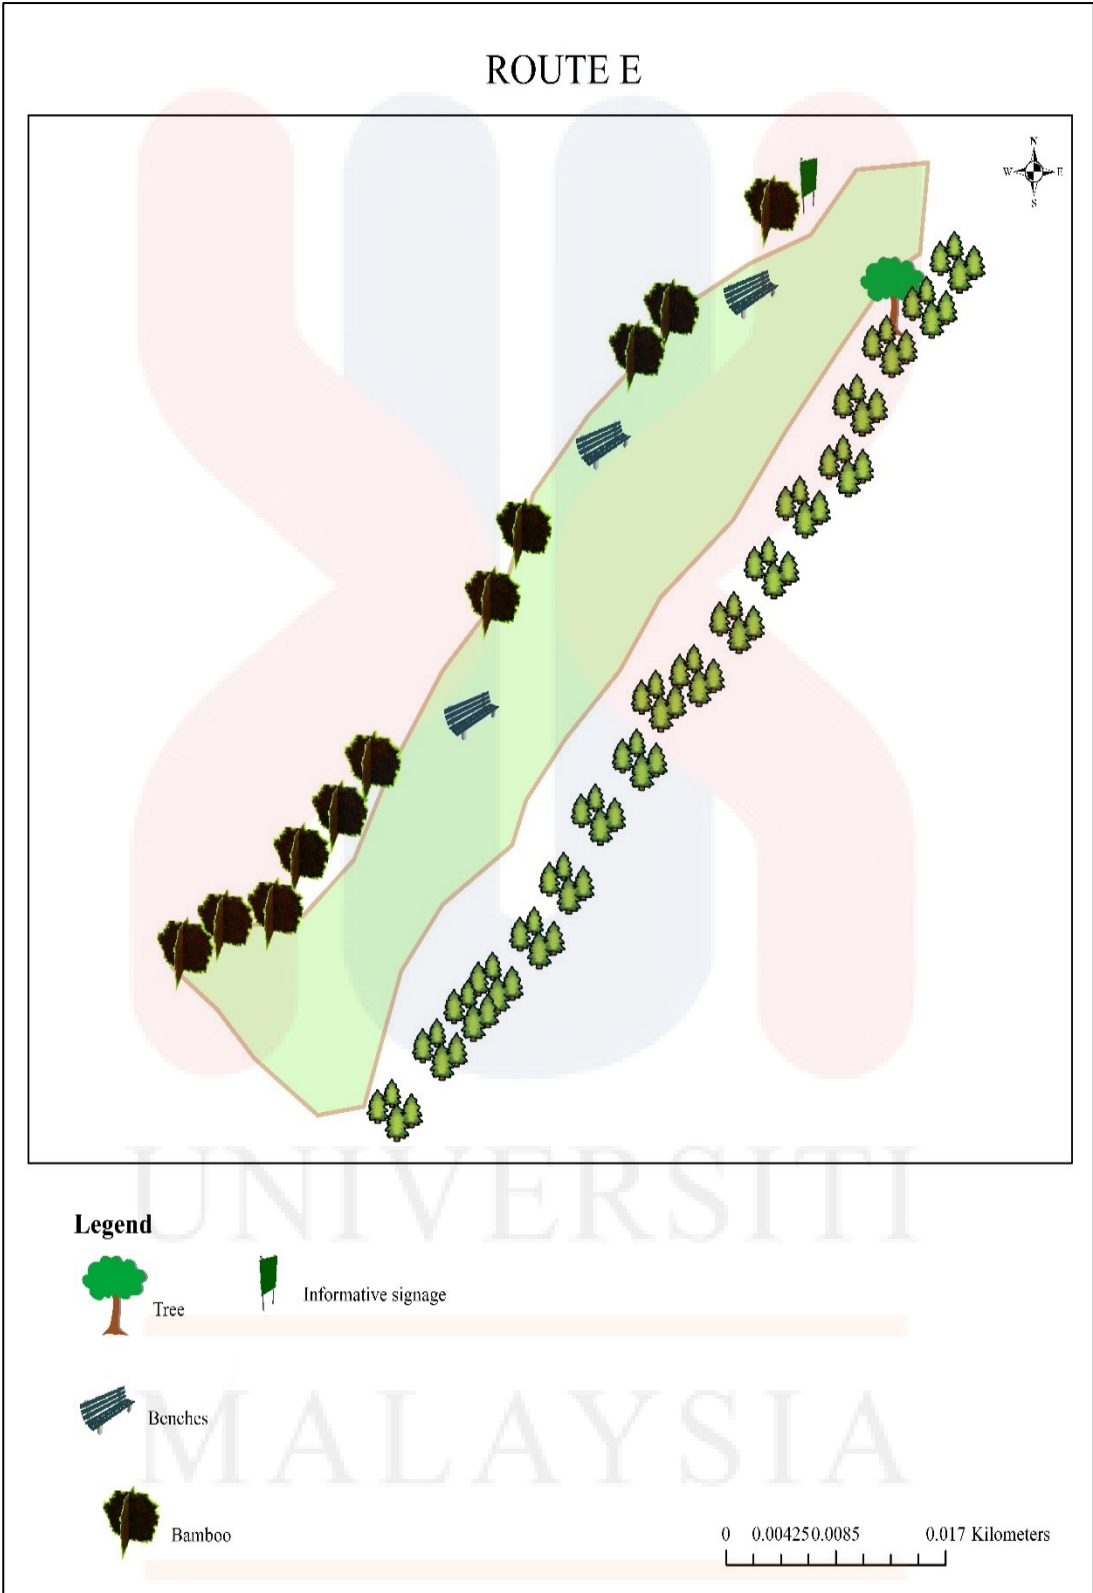 ROUTE E
N
W E
S
UNIVERSITI
Legend
Tree
Informative signage
Benches
MALAYSIA
Bamboo
0 0.004250.0085 0.017 Kilometers